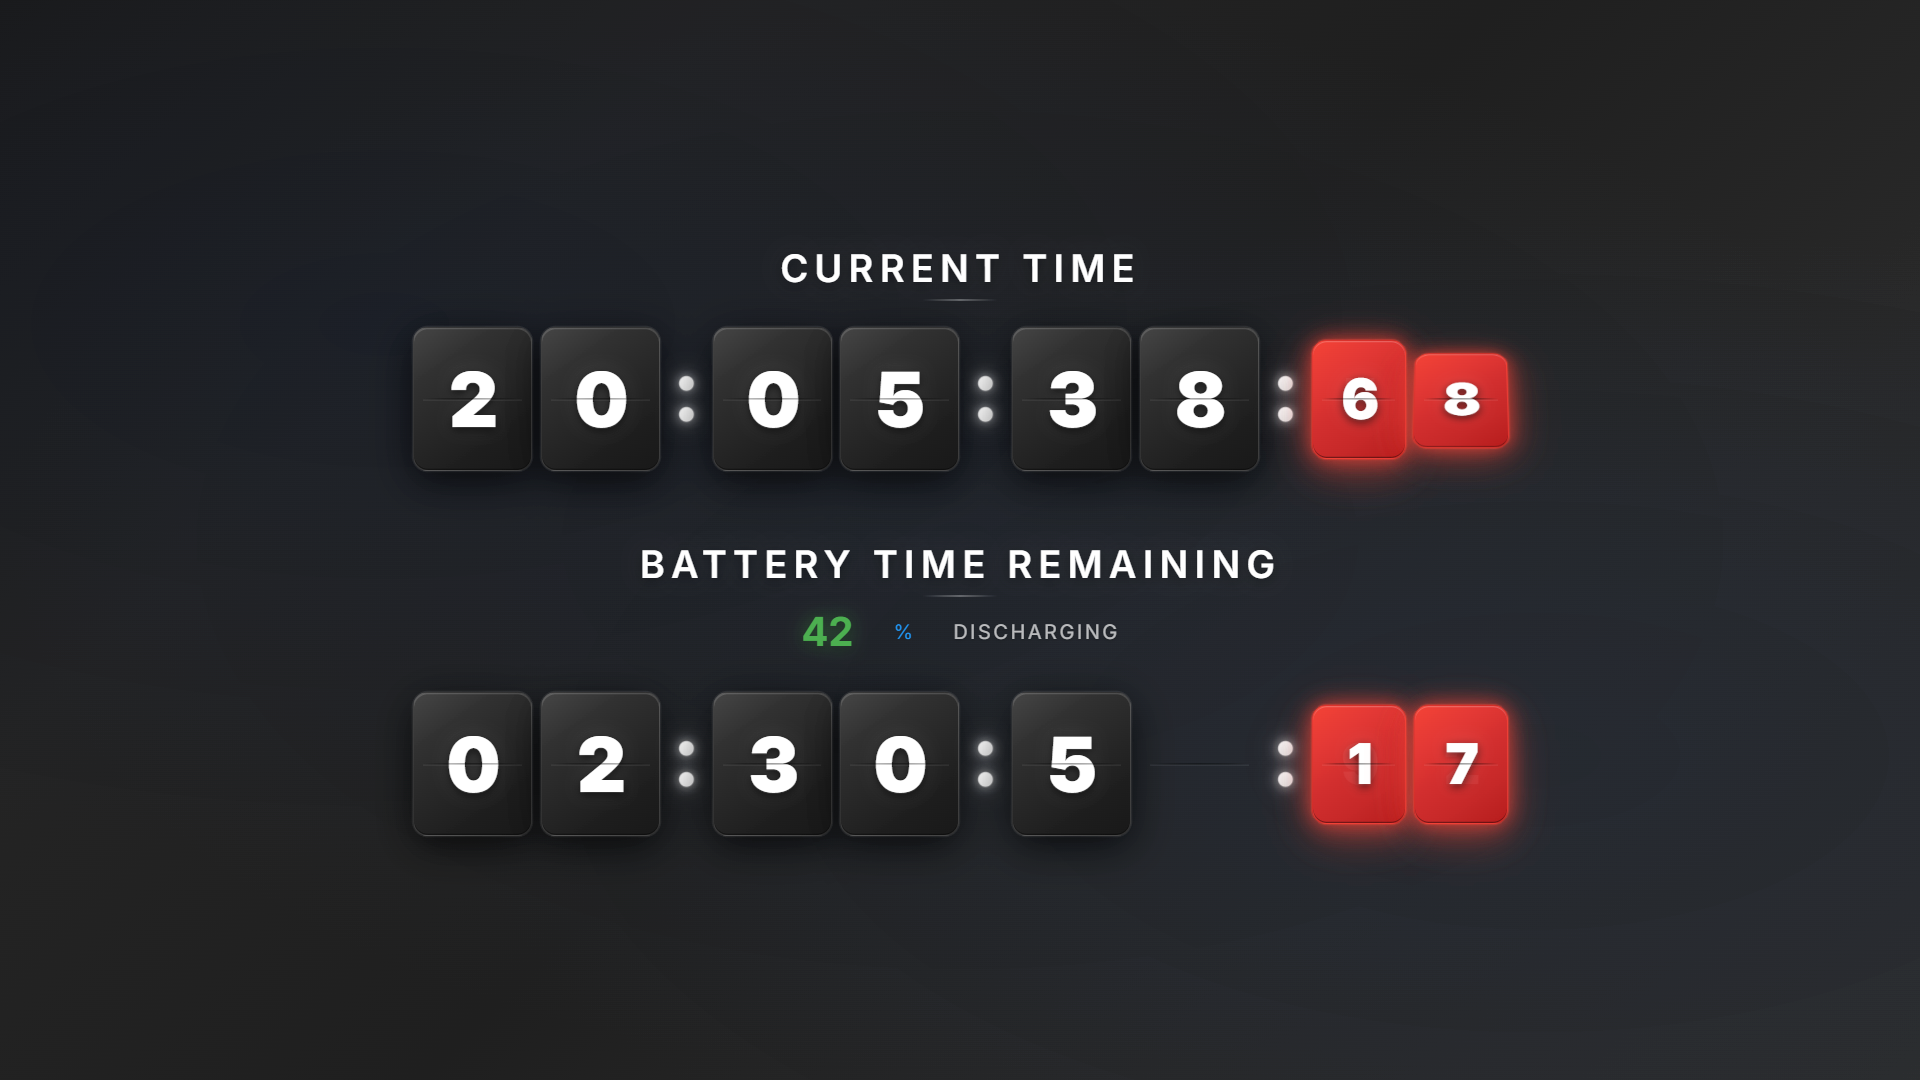 CURRENT TIME
20:05:38:68
BATTERY TIME REMAINING
42 % DISCHARGING
02:30:5 :17